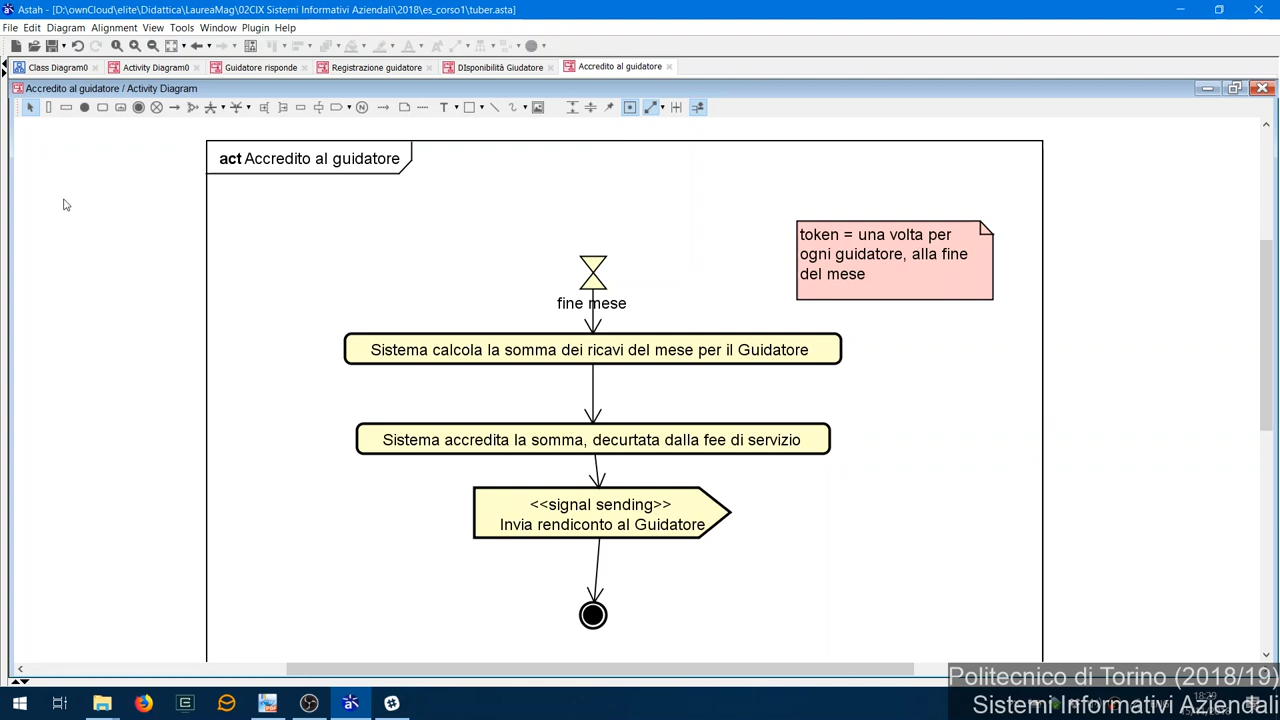 Astah - [D:\ownCloud\elite\Didattica\LaureaMag\02CIX Sistemi Informativi Aziendali\2018\es_corso1\tuber.asta]
File Edit Diagram Alignment View Tools Window Plugin Help
Class Diagram0 Activity Diagram0 Guidatore risponde Registrazione guidatore DIsponibilità Giudatore Accredito al guidatore
Accredito al guidatore / Activity Diagram
act Accredito al guidatore
token = una volta per
ogni guidatore, alla fine
del mese
fine mese
Sistema calcola la somma dei ricavi del mese per il Guidatore
Sistema accredita la somma, decurtata dalla fee di servizio
<<signal sending>>
Invia rendiconto al Guidatore
Politecnico di Torino (2018/19)
18:29
Sistemi Informativi Aziendali